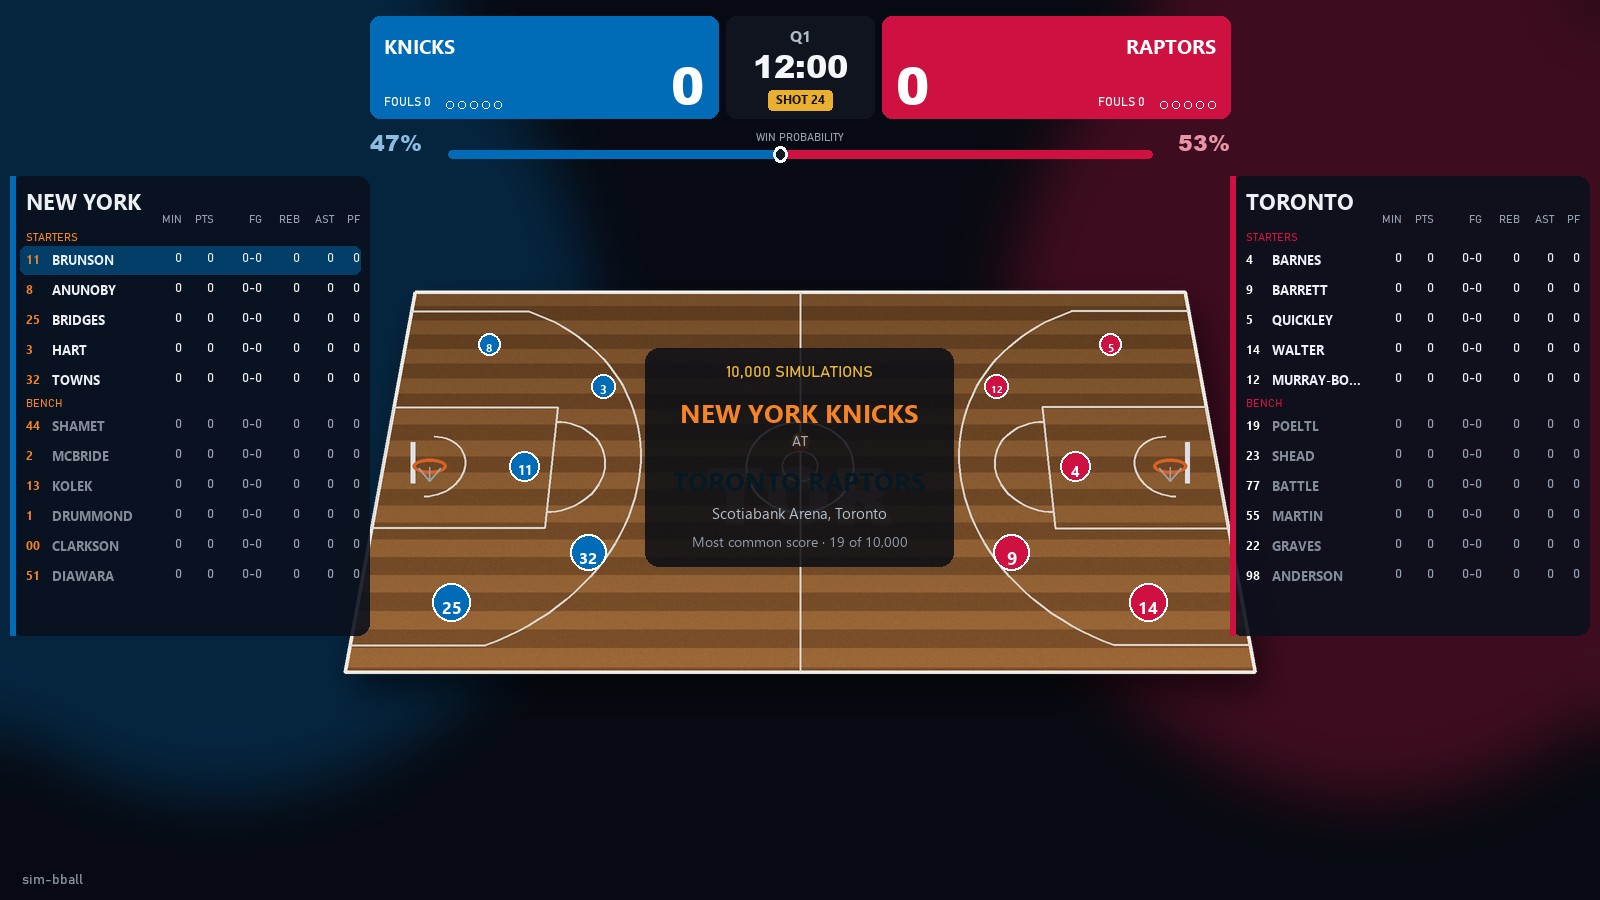 KNICKS
0
FOULS 0
Q1
12:00
SHOT 24
RAPTORS
0
FOULS 0
47%
WIN PROBABILITY
53%
NEW YORK
MIN PTS FG REB AST PF
STARTERS
11 BRUNSON 0 0 0-0 0 0 0
8 ANUNOBY 0 0 0-0 0 0 0
25 BRIDGES 0 0 0-0 0 0 0
3 HART 0 0 0-0 0 0 0
32 TOWNS 0 0 0-0 0 0 0
BENCH
44 SHAMET 0 0 0-0 0 0 0
2 MCBRIDE 0 0 0-0 0 0 0
13 KOLEK 0 0 0-0 0 0 0
1 DRUMMOND 0 0 0-0 0 0 0
00 CLARKSON 0 0 0-0 0 0 0
51 DIAWARA 0 0 0-0 0 0 0
8
3
11
32
25
10,000 SIMULATIONS
NEW YORK KNICKS
AT
TORONTO RAPTORS
Scotiabank Arena, Toronto
Most common score · 19 of 10,000
5
12
4
9
14
TORONTO
MIN PTS FG REB AST PF
STARTERS
4 BARNES 0 0 0-0 0 0 0
9 BARRETT 0 0 0-0 0 0 0
5 QUICKLEY 0 0 0-0 0 0 0
14 WALTER 0 0 0-0 0 0 0
12 MURRAY-BO... 0 0 0-0 0 0 0
BENCH
19 POELTL 0 0 0-0 0 0 0
23 SHEAD 0 0 0-0 0 0 0
77 BATTLE 0 0 0-0 0 0 0
55 MARTIN 0 0 0-0 0 0 0
22 GRAVES 0 0 0-0 0 0 0
98 ANDERSON 0 0 0-0 0 0 0
sim-bball